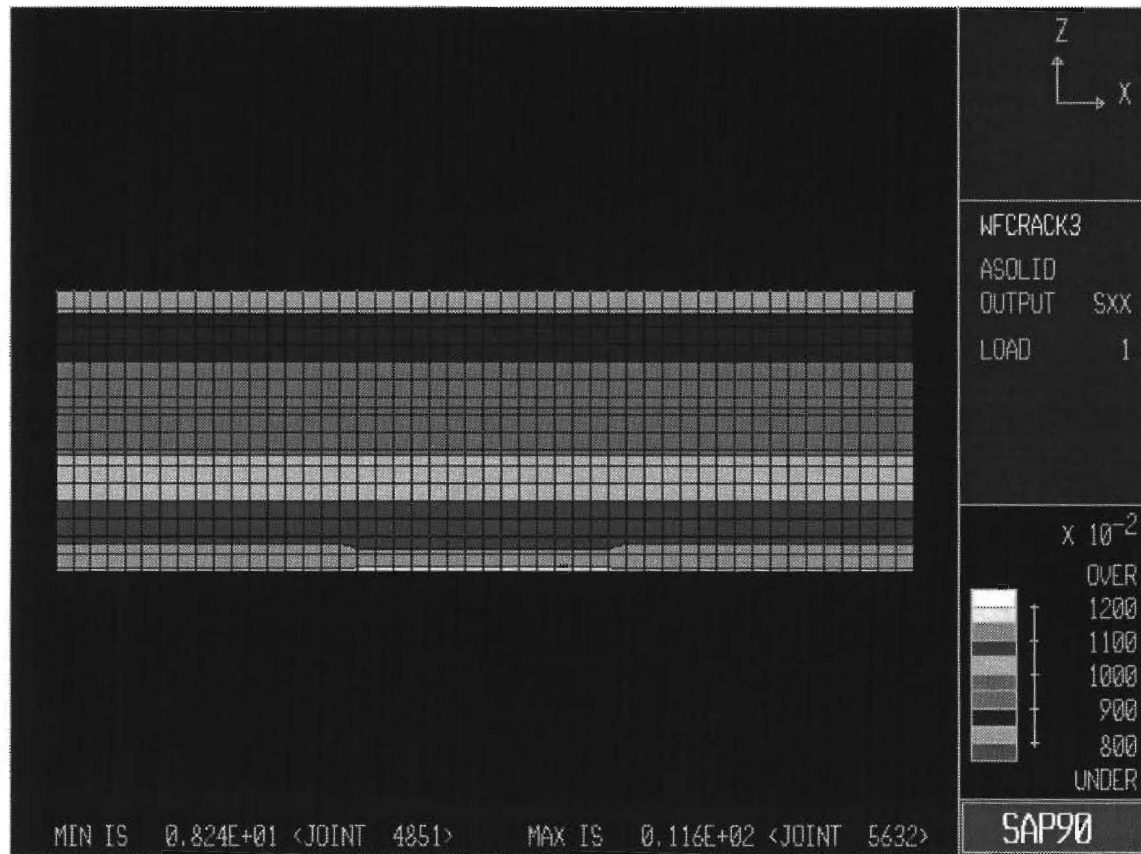 Z
X
WFCRACK3
ASOLID
OUTPUT SXX
LOAD 1
X 10-2
OVER
1200
1100
1000
900
800
UNDER
SAP90
MIN IS 0.824E+01 <JOINT 4851> MAX IS 0.116E+02 <JOINT 5632>